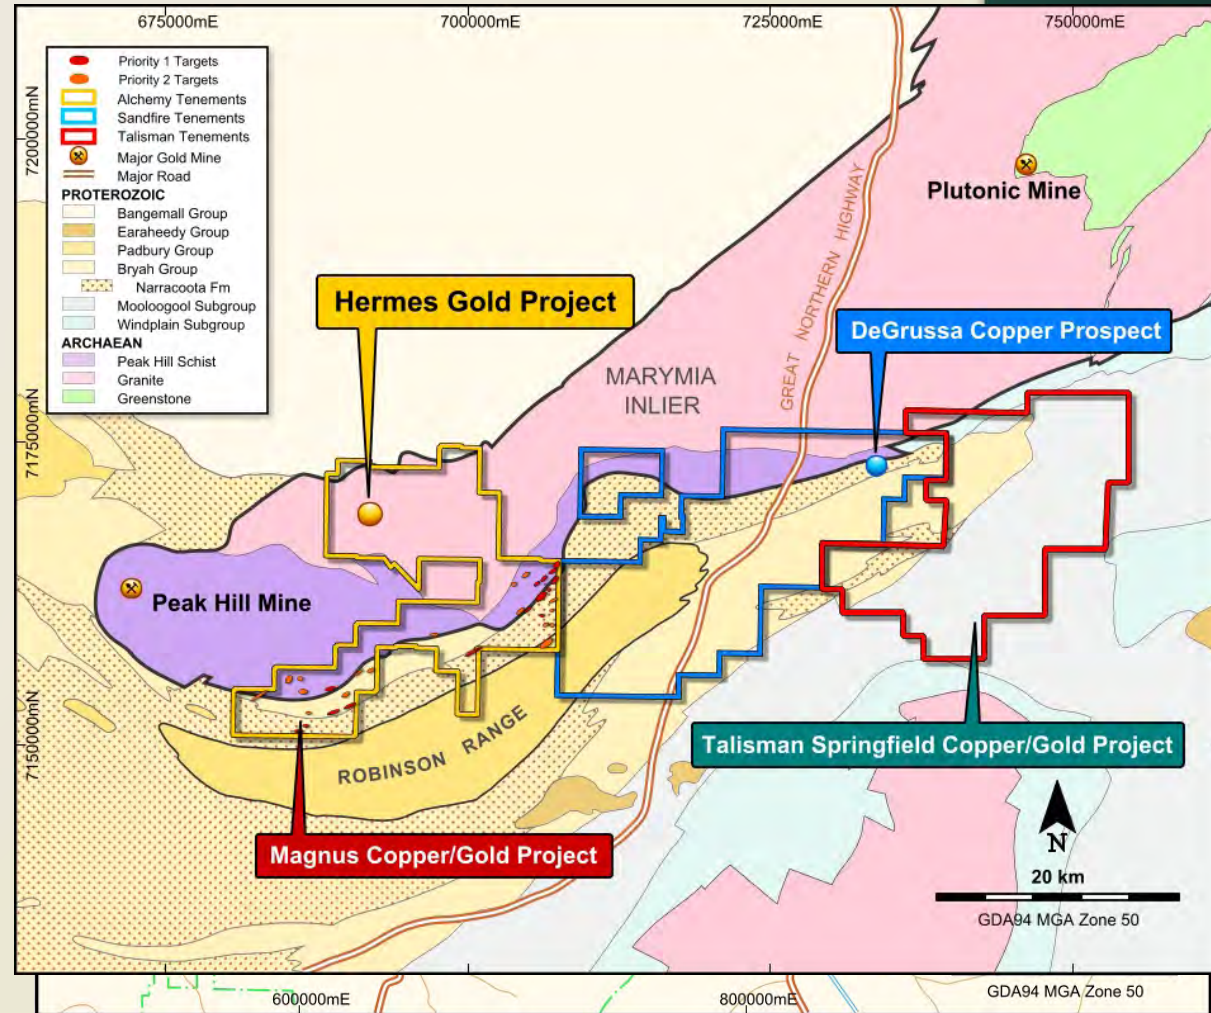 675000mE
700000mE
725000mE
750000mE
7200000mN
7175000mN
7150000mN
Priority 1 Targets
Priority 2 Targets
Alchemy Tenements
Sandfire Tenements
Talisman Tenements
Major Gold Mine
Major Road
PROTEROZOIC
Bangemall Group
Earaheedy Group
Padbury Group
Bryah Group
Narracoota Fm
Mooloogool Subgroup
Windplain Subgroup
ARCHAEAN
Peak Hill Schist
Granite
Greenstone
Plutonic Mine
GREAT NORTHERN HIGHWAY
Hermes Gold Project
DeGrussa Copper Prospect
MARYMIA
INLIER
Peak Hill Mine
ROBINSON RANGE
Talisman Springfield Copper/Gold Project
Magnus Copper/Gold Project
N
20 km
GDA94 MGA Zone 50
600000mE
800000mE
GDA94 MGA Zone 50